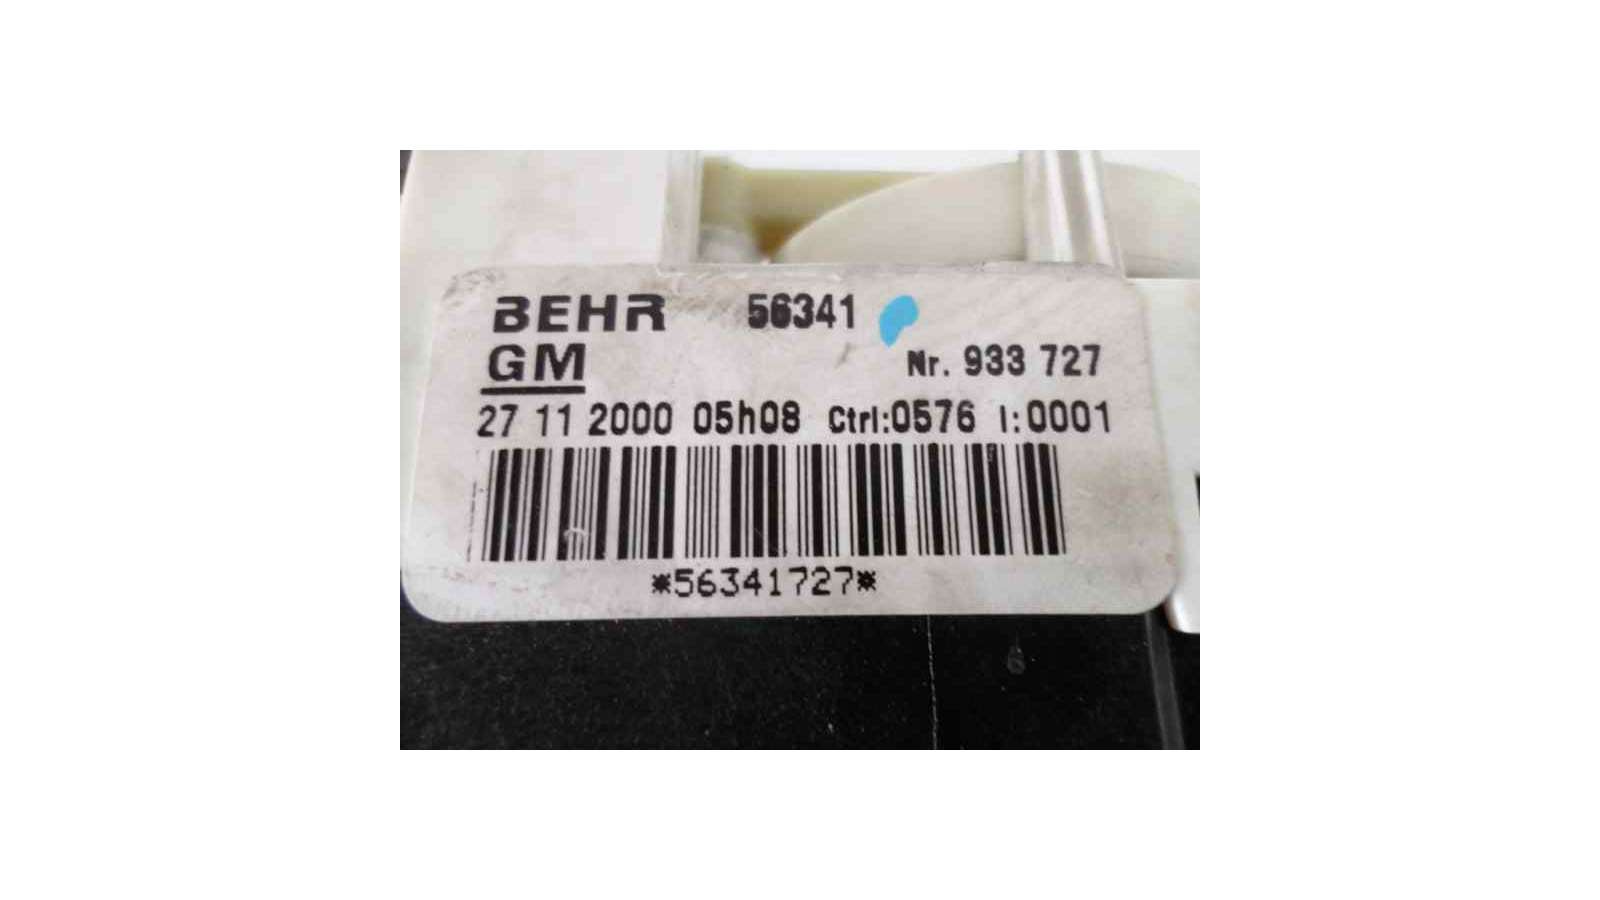 BEHR 56341
GM Nr. 933 727
27 11 2000 05h08 Ctrl:0576 I:0001
*56341727*